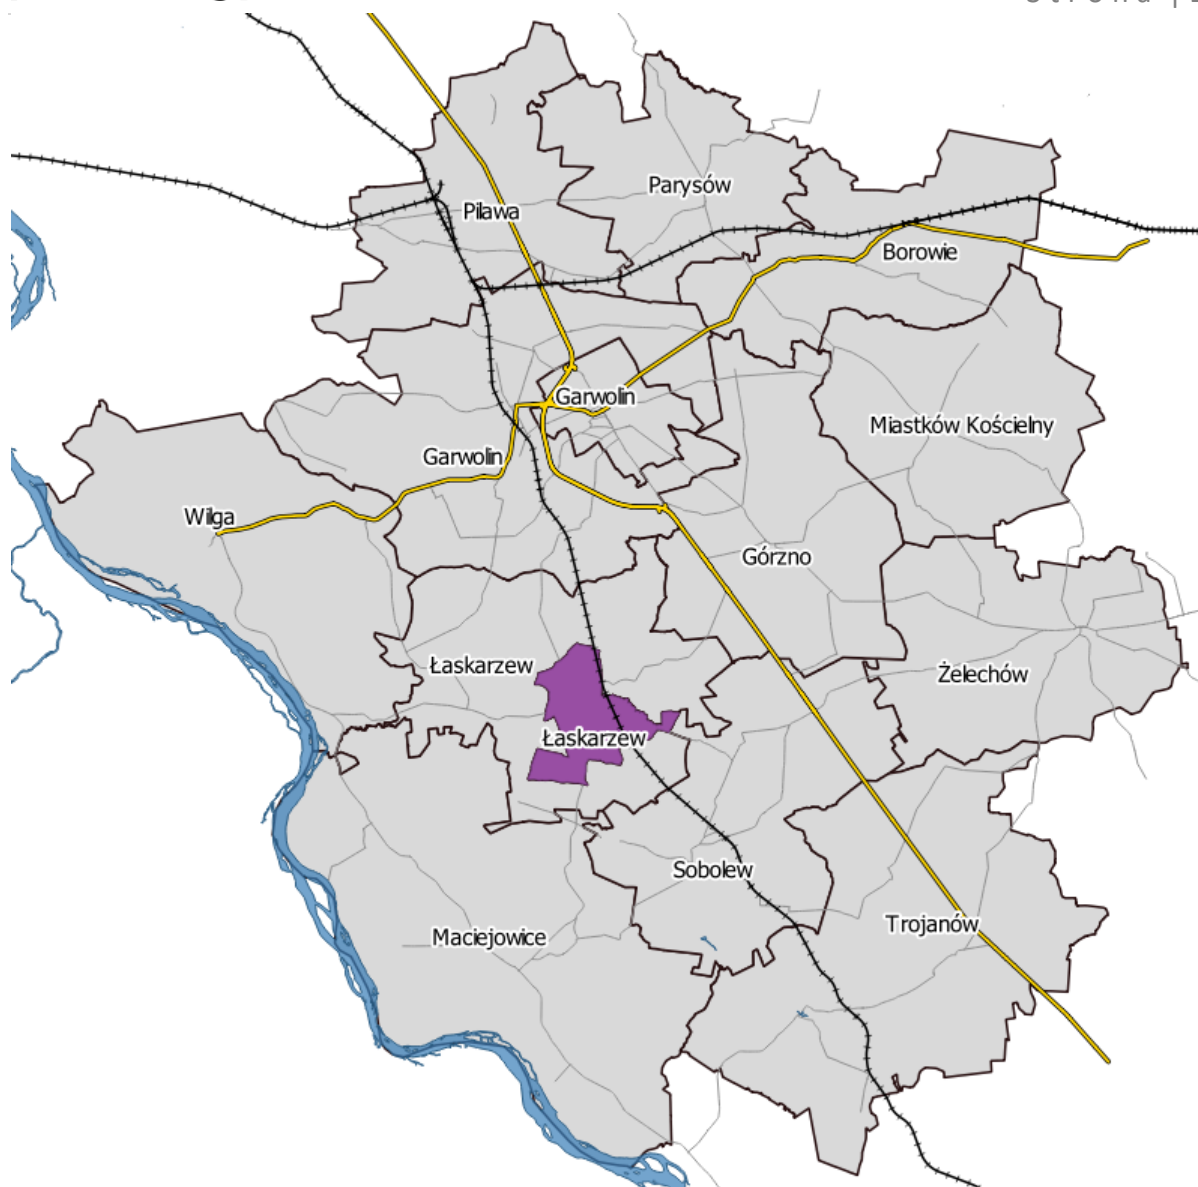 Parysów
Pilawa
Borowie
Garwolin
Miastków Kościelny
Garwolin
Wilga
Górzno
Łaskarzew
Żelechów
Łaskarzew
Sobolew
Trojanów
Maciejowice